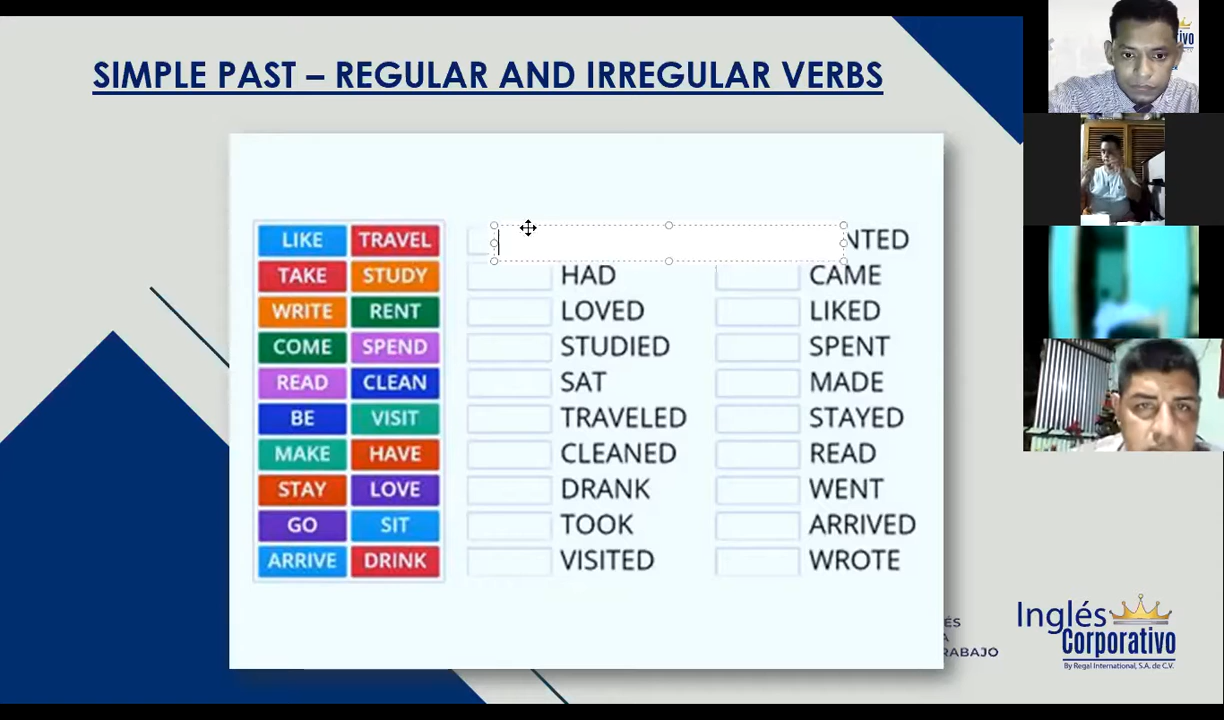 SIMPLE PAST – REGULAR AND IRREGULAR VERBS
LIKE TRAVEL
TAKE STUDY HAD CAME
WRITE RENT LOVED LIKED
COME SPEND STUDIED SPENT
READ CLEAN SAT MADE
BE VISIT TRAVELED STAYED
MAKE HAVE CLEANED READ
STAY LOVE DRANK WENT
GO SIT TOOK ARRIVED
ARRIVE DRINK VISITED WROTE
Inglés
Corporativo
By Regal International, S.A. de C.V.